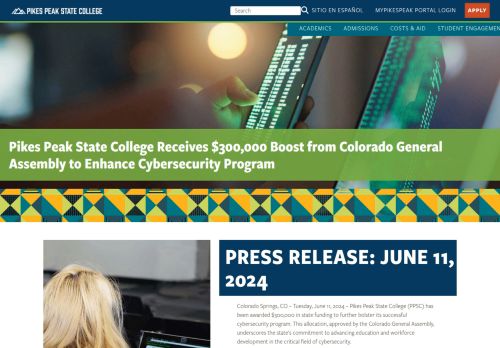 PIKES PEAK STATE COLLEGE
Search
SITIO EN ESPAÑOL
MYPIKESPEAK PORTAL LOGIN
APPLY
ACADEMICS
ADMISSIONS
COSTS & AID
STUDENT ENGAGEMEN
Pikes Peak State College Receives $300,000 Boost from Colorado General
Assembly to Enhance Cybersecurity Program
PRESS RELEASE: JUNE 11,
2024
Colorado Springs, CO – Tuesday, June 11, 2024 – Pikes Peak State College (PPSC) has
been awarded $300,000 in state funding to further bolster its successful
cybersecurity program. This allocation, approved by the Colorado General Assembly,
underscores the state's commitment to advancing education and workforce
development in the critical field of cybersecurity.